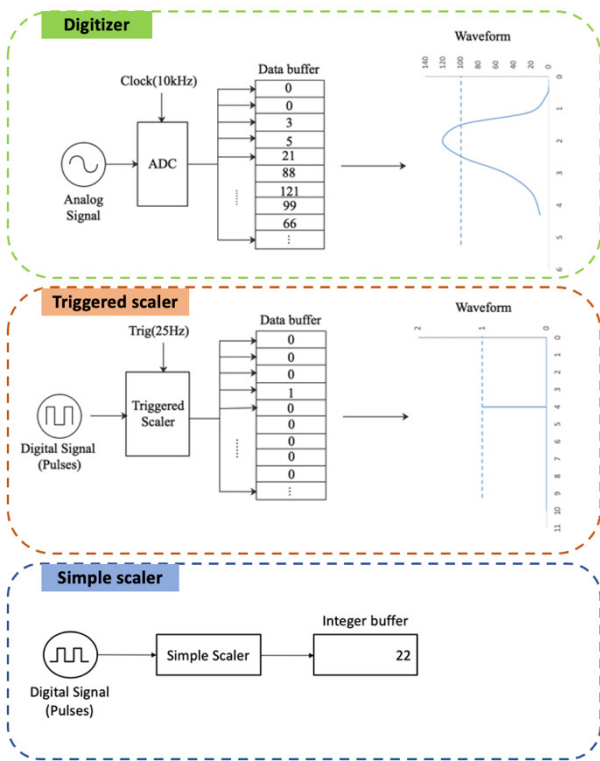 Digitizer
Clock(10kHz)
Data buffer
Waveform
140 120 100 80 60 40 20 0
0
0
3
5
21
88
121
99
66
...
ADC
Analog
Signal
......
0
1
2
3
4
5
6
Triggered scaler
Trig(25Hz)
Data buffer
Waveform
2 1 0
0
0
0
1
0
0
0
0
0
...
Triggered
Scaler
Digital Signal
(Pulses)
......
0
1
2
3
4
5
6
7
8
9
10
11
Simple scaler
Integer buffer
Simple Scaler
22
Digital Signal
(Pulses)